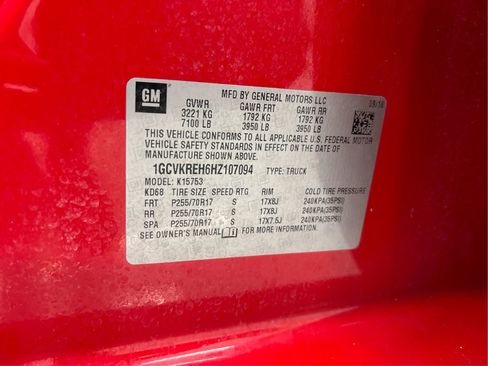 GM
MFD BY GENERAL MOTORS LLC
GVWR GAWR FRT GAWR RR
3221 KG 1792 KG 1792 KG
7100 LB 3950 LB 3950 LB
THIS VEHICLE CONFORMS TO ALL APPLICABLE U.S. FEDERAL MOTOR
VEHICLE SAFETY STANDARDS IN EFFECT ON THE DATE OF
MANUFACTURE SHOWN ABOVE.
1GCVKREH6HZ107094 TYPE: TRUCK
MODEL: K15753
KD68 TIRE SIZE SPEED RTG RIM COLD TIRE PRESSURE
FRT P255/70R17 S 17X8J 240KPA(35PSI)
RR P255/70R17 S 17X8J 240KPA(35PSI)
SPA P255/70R17 S 17X7.5J 240KPA(35PSI)
SEE OWNER'S MANUAL FOR MORE INFORMATION.